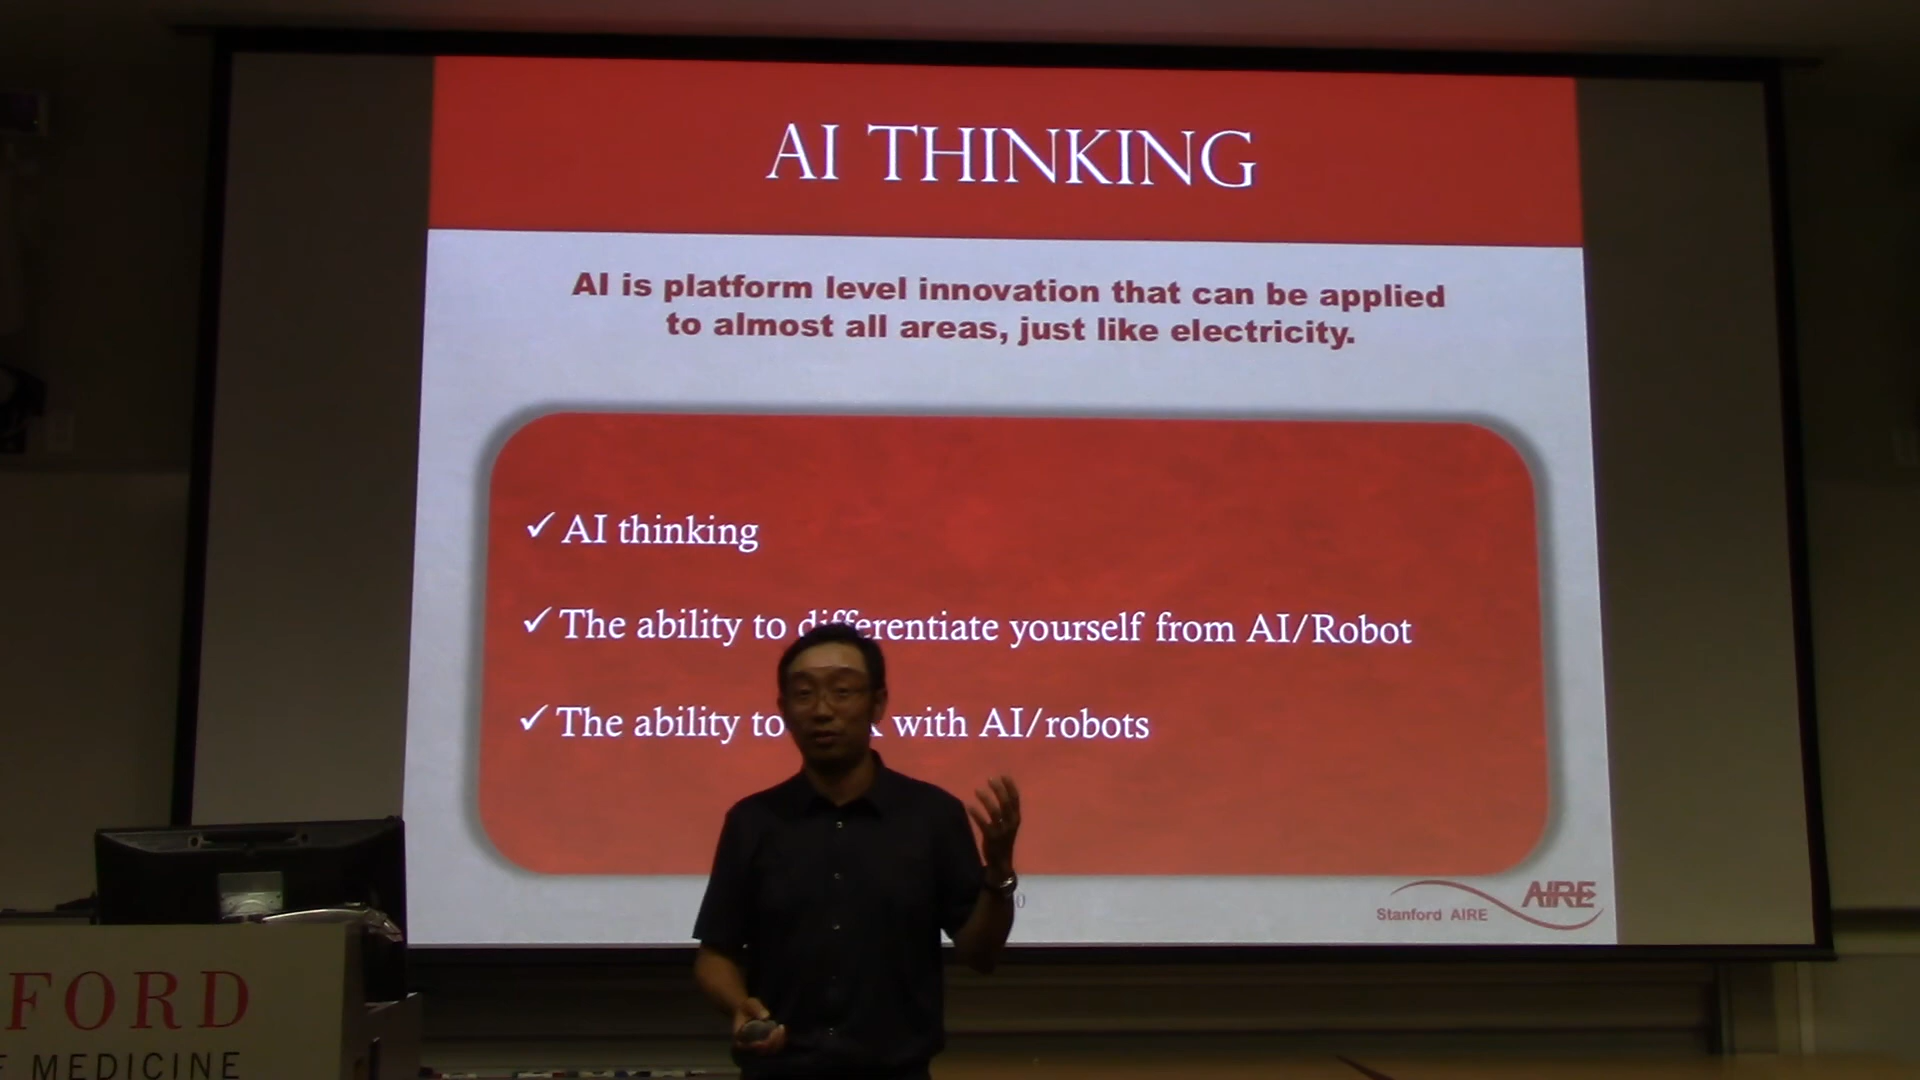 AI THINKING
AI is platform level innovation that can be applied
to almost all areas, just like electricity.
✓ AI thinking
✓ The ability to differentiate yourself from AI/Robot
✓ The ability to with AI/robots
Stanford AIRE
AIRE
FORD
MEDICINE